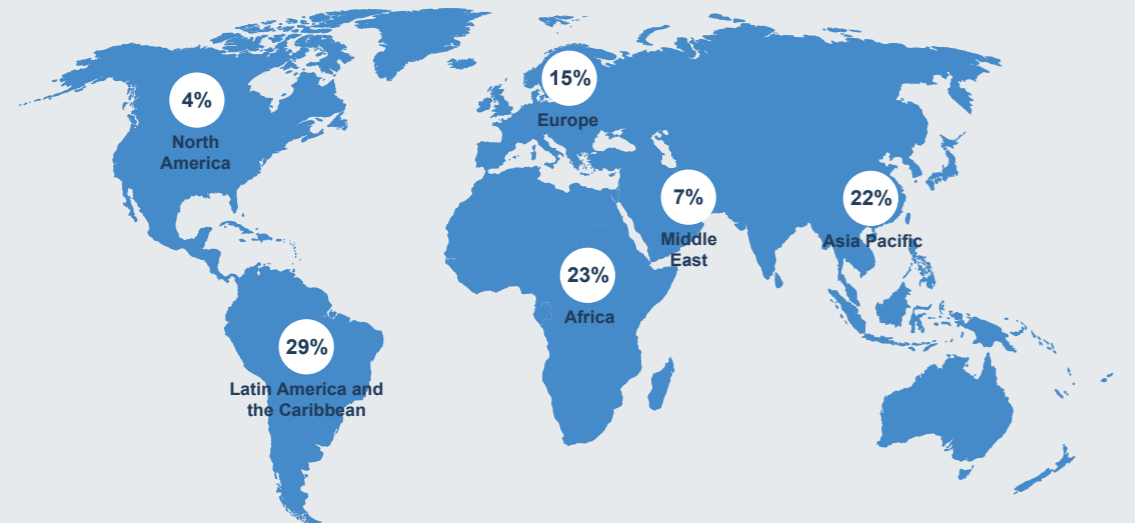 4%
North
America
15%
Europe
7%
Middle
East
22%
Asia Pacific
23%
Africa
29%
Latin America and
the Caribbean